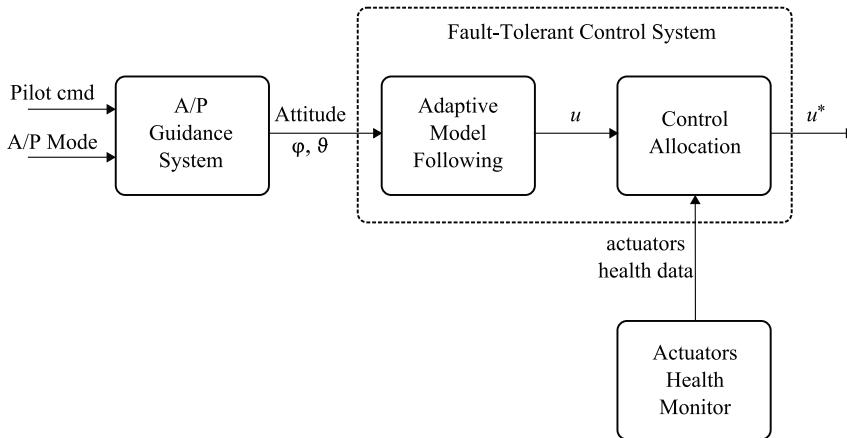 Fault-Tolerant Control System
Pilot cmd
A/P Mode
A/P
Guidance
System
Attitude
φ, ϑ
Adaptive
Model
Following
u
Control
Allocation
u*
actuators
health data
Actuators
Health
Monitor